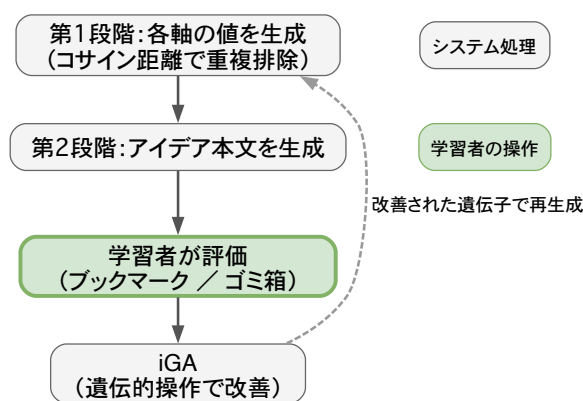 第1段階:各軸の値を生成
(コサイン距離で重複排除)
システム処理
第2段階:アイデア本文を生成
学習者の操作
改善された遺伝子で再生成
学習者が評価
(ブックマーク / ゴミ箱)
iGA
(遺伝的操作で改善)